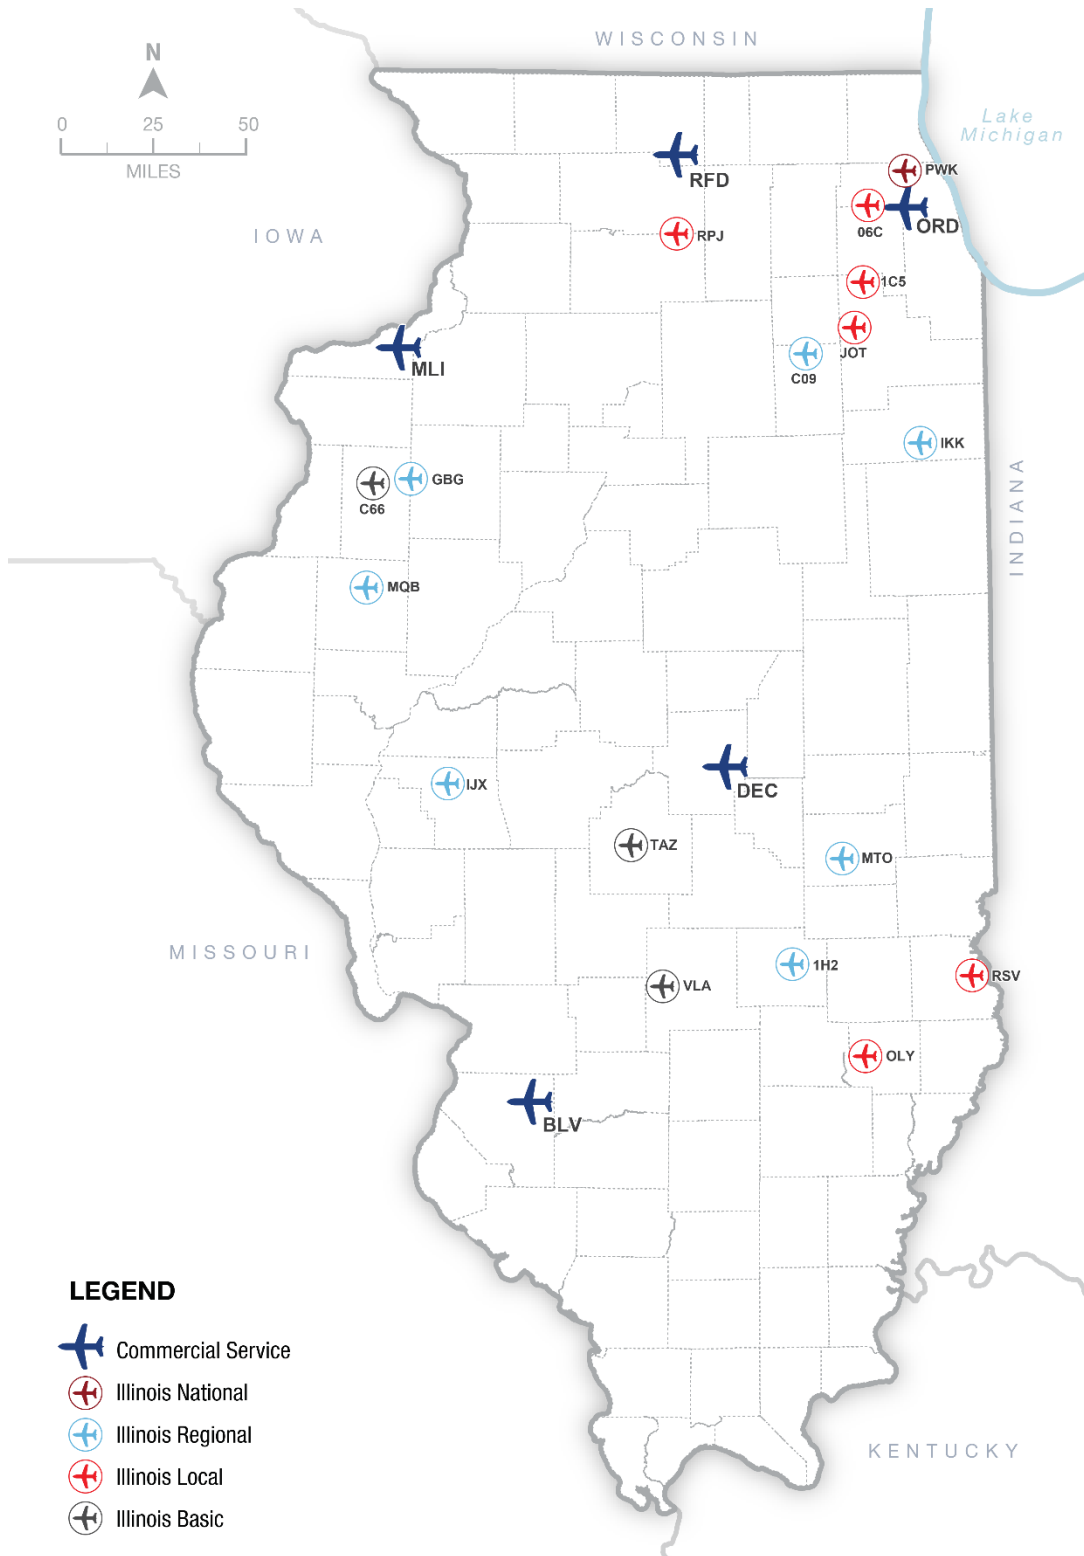 WISCONSIN
N
0 25 50
MILES
Lake
Michigan
PWK
RFD
06C
ORD
IOWA
RPJ
1C5
JOT
MLI
C09
IKK
INDIANA
GBG
C66
MQB
IJX
DEC
TAZ
MTO
MISSOURI
1H2
RSV
VLA
OLY
BLV
LEGEND
Commercial Service
Illinois National
Illinois Regional
Illinois Local
Illinois Basic
KENTUCKY